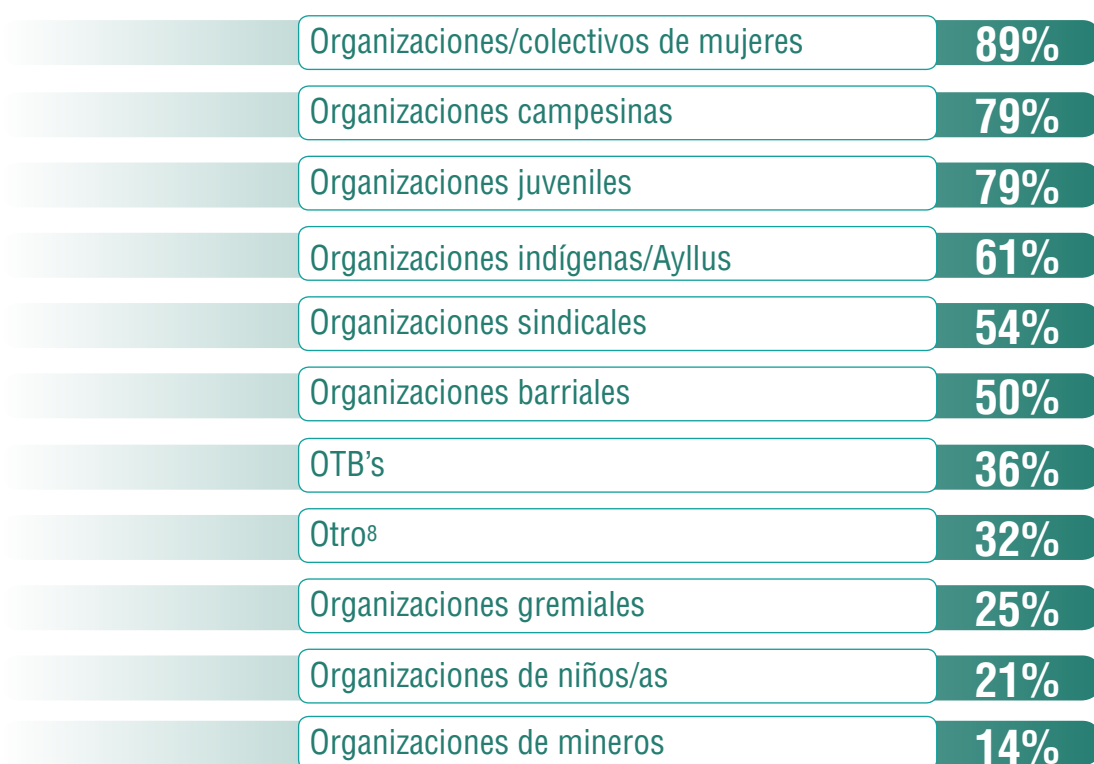 Organizaciones/colectivos de mujeres 89%
Organizaciones campesinas 79%
Organizaciones juveniles 79%
Organizaciones indígenas/Ayllus 61%
Organizaciones sindicales 54%
Organizaciones barriales 50%
OTB’s 36%
Otro8 32%
Organizaciones gremiales 25%
Organizaciones de niños/as 21%
Organizaciones de mineros 14%